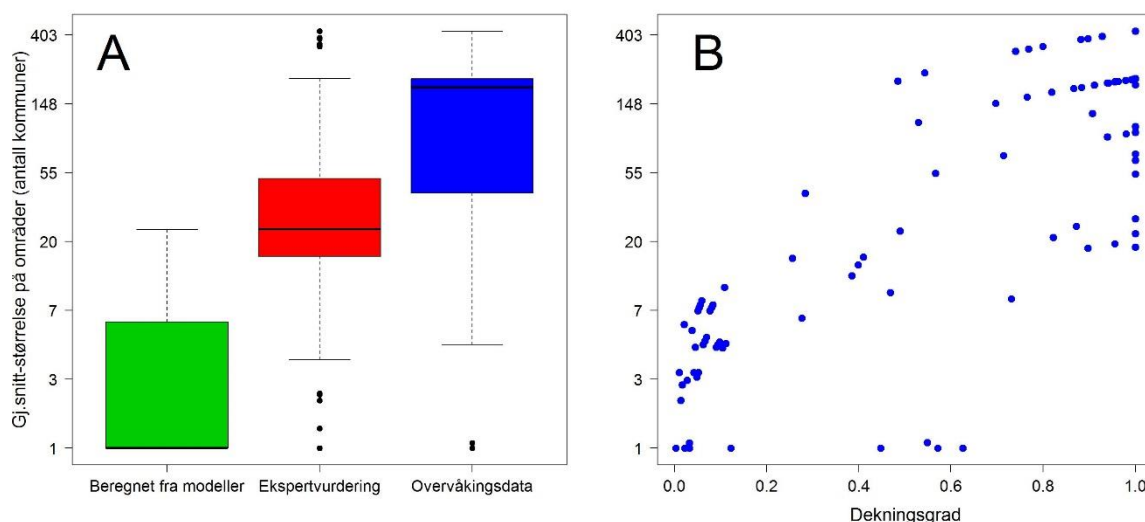 A
Gj.snitt-størrelse på områder (antall kommuner)
403
148
55
20
7
3
1
Beregnet fra modeller
Ekspertvurdering
Overvåkingsdata
B
403
148
55
20
7
3
1
0.0
0.2
0.4
0.6
0.8
1.0
Dekningsgrad